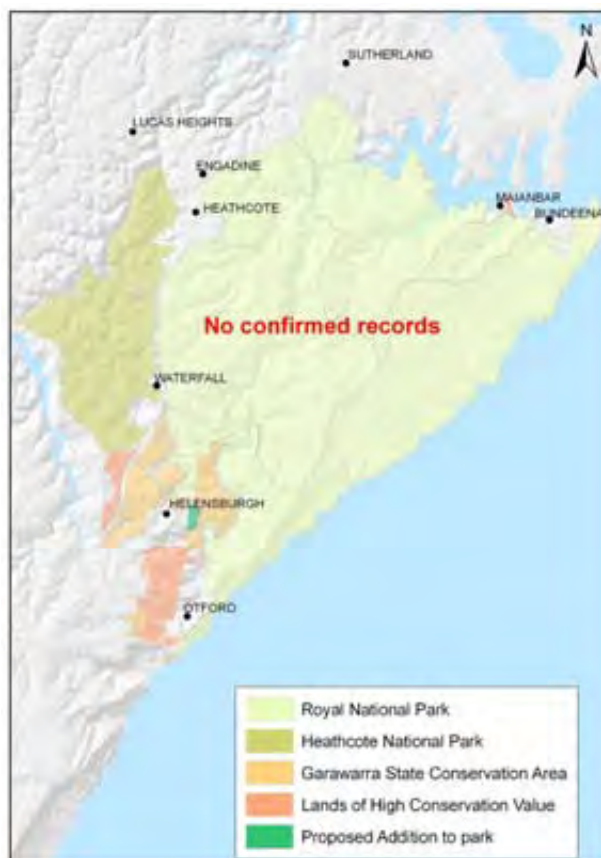 N
SUTHERLAND
LUCAS HEIGHTS
ENGADINE
HEATHCOTE
MAIANBAR
BUNDEENA
No confirmed records
WATERFALL
HELENSBURGH
OTFORD
Royal National Park
Heathcote National Park
Garawarra State Conservation Area
Lands of High Conservation Value
Proposed Addition to park